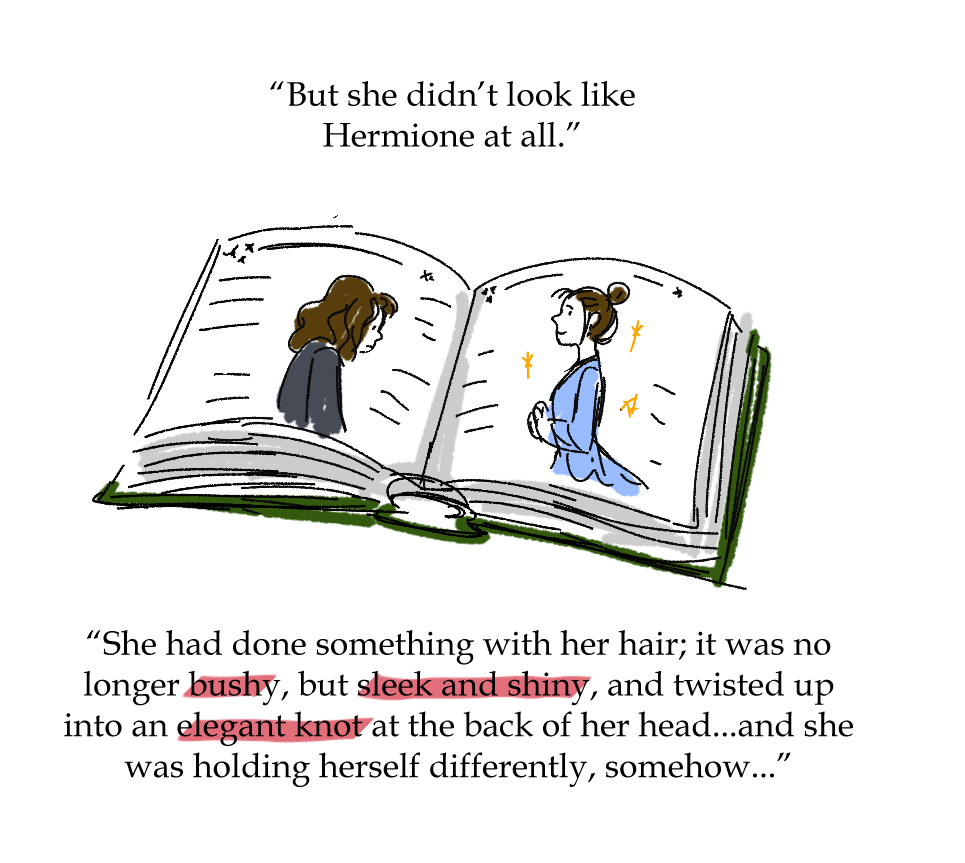 “But she didn’t look like
Hermione at all.”
“She had done something with her hair; it was no
longer bushy, but sleek and shiny, and twisted up
into an elegant knot at the back of her head...and she
was holding herself differently, somehow...”